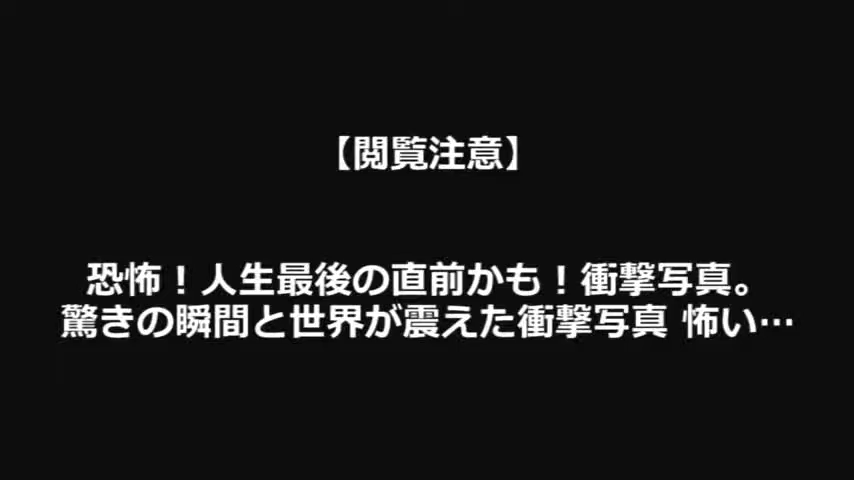 【閲覧注意】
恐怖！人生最後の直前かも！衝撃写真。
驚きの瞬間と世界が震えた衝撃写真 怖い…